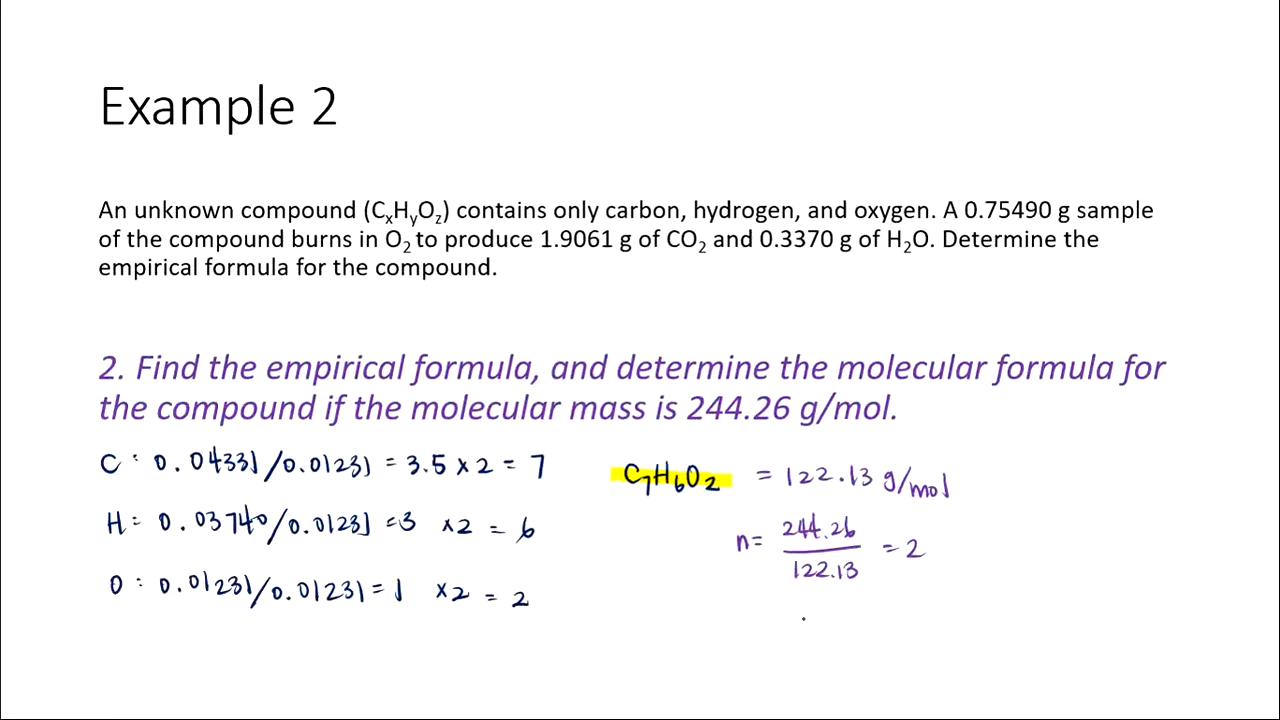 Example 2
An unknown compound (CₓHᵧO₂) contains only carbon, hydrogen, and oxygen. A 0.75490 g sample
of the compound burns in O₂ to produce 1.9061 g of CO₂ and 0.3370 g of H₂O. Determine the
empirical formula for the compound.
2. Find the empirical formula, and determine the molecular formula for
the compound if the molecular mass is 244.26 g/mol.
C : 0.04331/0.01231 = 3.5 x 2 = 7
H : 0.03740/0.01231 = 3 x2 = 6
O : 0.01231/0.01231 = 1 x2 = 2
C₇H₆O₂ = 122.13 g/mol
n = 244.26
= 2
122.13